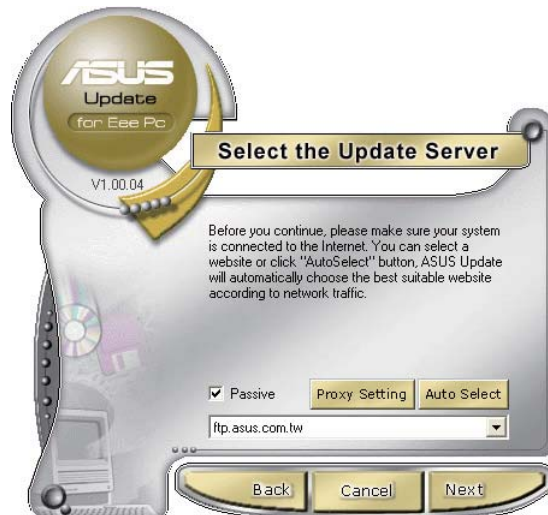 ASUS
Update
for Eee Pc
V1.00.04
Select the Update Server
Before you continue, please make sure your system
is connected to the Internet. You can select a
website or click "AutoSelect" button, ASUS Update
will automatically choose the best suitable website
according to network traffic.
Passive
Proxy Setting
Auto Select
ftp.asus.com.tw
Back
Cancel
Next